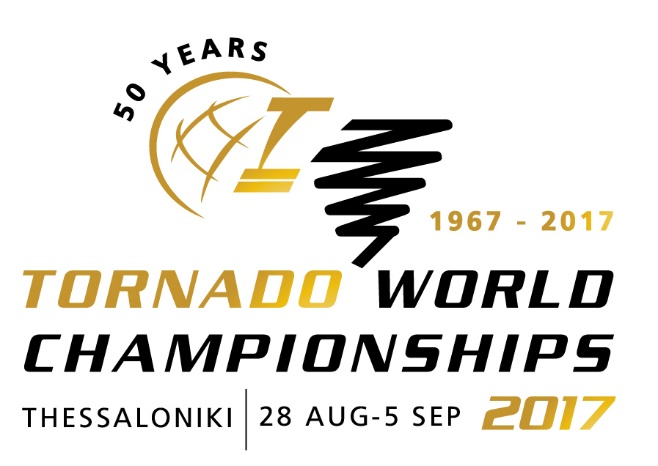 50 YEARS
1967 - 2017
TORNADO WORLD
CHAMPIONSHIPS
THESSALONIKI | 28 AUG-5 SEP 2017